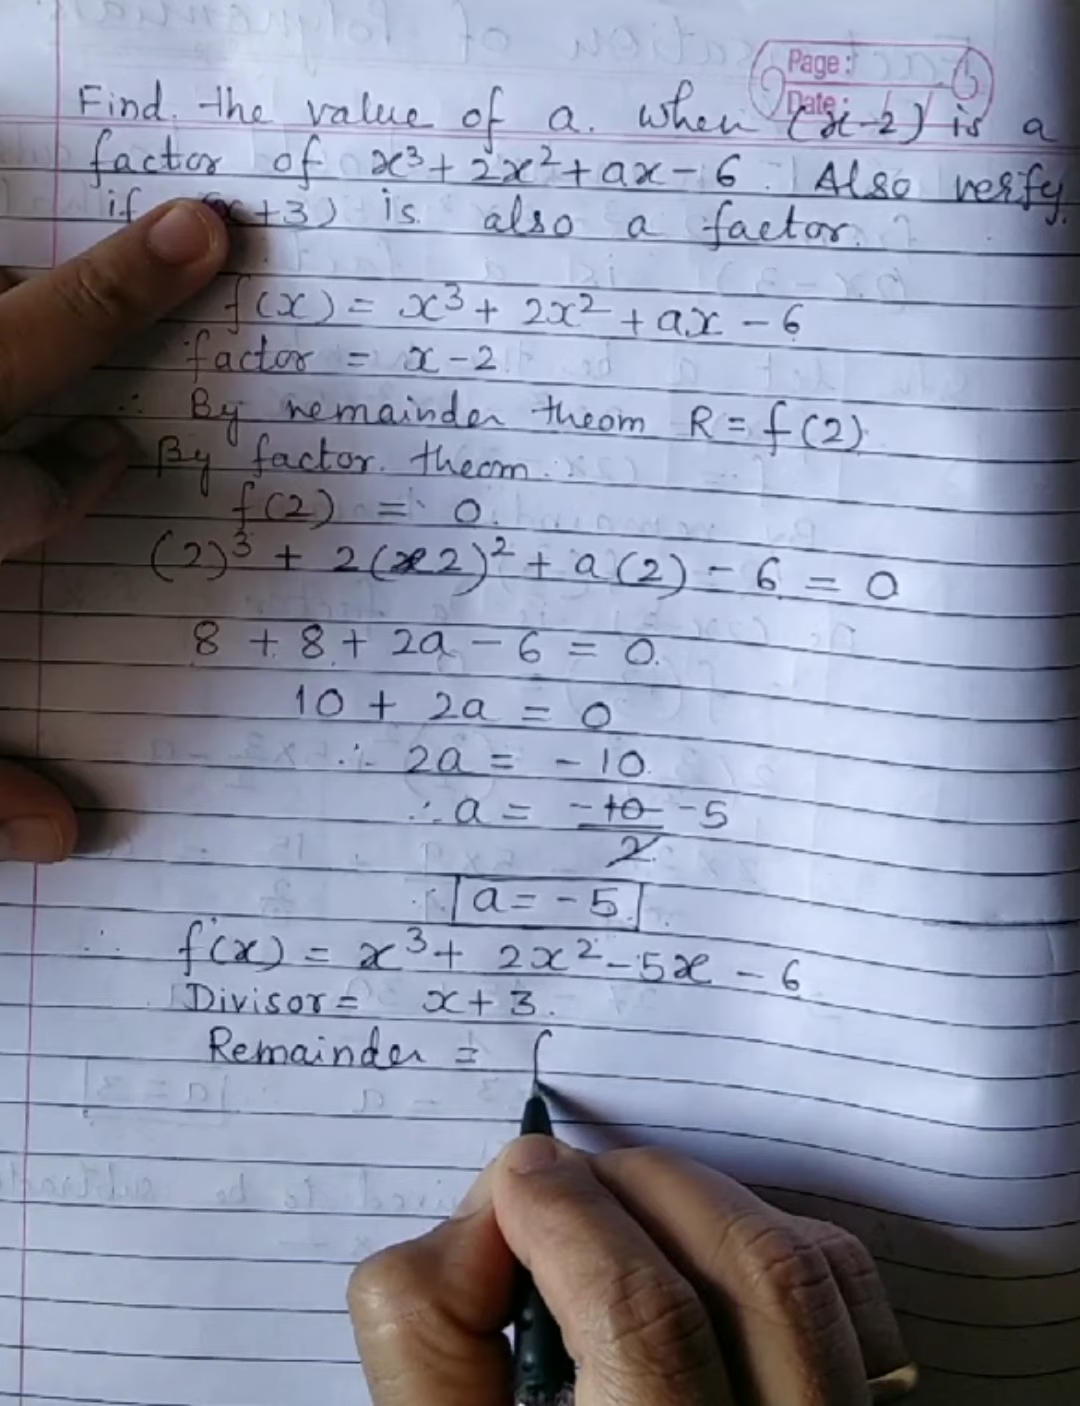 Page:
Date:
Find the value of a. when (x-2) is a
factor of x³ + 2x² + ax - 6. Also verfy.
if (x+3) is also a factor.
f(x) = x³ + 2x² + ax - 6
factor = x - 2
∴ By remainder theom R = f(2)
By factor. theom.
f(2) = 0.
(2)³ + 2(2)² + a(2) - 6 = 0
8 + 8 + 2a - 6 = 0.
10 + 2a = 0
∴ 2a = -10.
∴ a = -10 -5
2
a = -5.
∴ f(x) = x³ + 2x² - 5x - 6
Divisor = x + 3.
Remainder = f